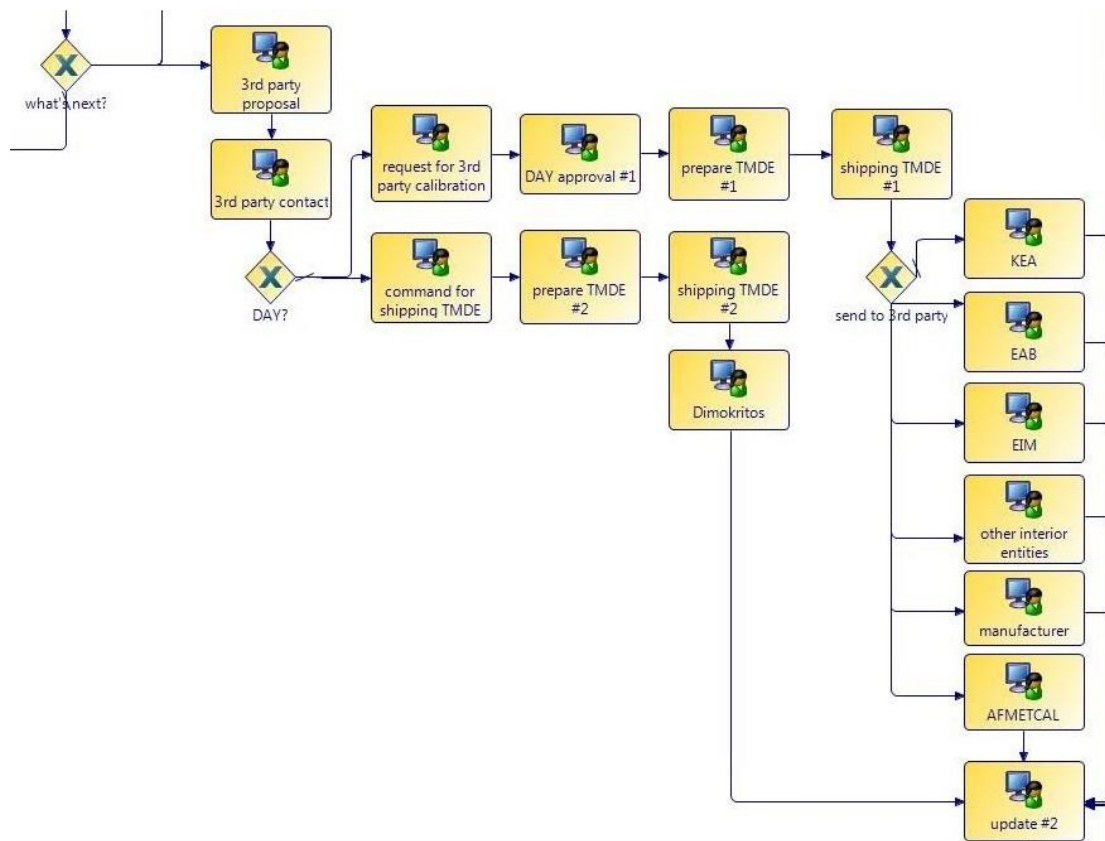 what's next?
3rd party
proposal
3rd party contact
DAY?
request for 3rd
party calibration
DAY approval #1
prepare TMDE
#1
shipping TMDE
#1
command for
shipping TMDE
prepare TMDE
#2
shipping TMDE
#2
Dimokritos
send to 3rd party
KEA
EAB
EIM
other interior
entities
manufacturer
AFMETCAL
update #2